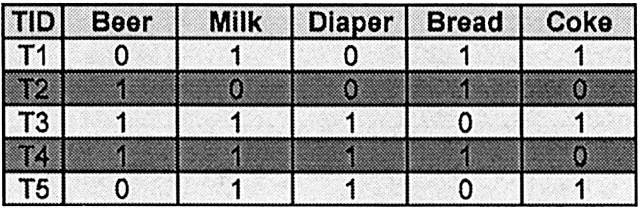 TID Beer Milk Diaper Bread Coke
T1 0 1 0 1 1
T2 1 0 0 1 0
T3 1 1 1 0 1
T4 1 1 1 1 0
T5 0 1 1 0 1